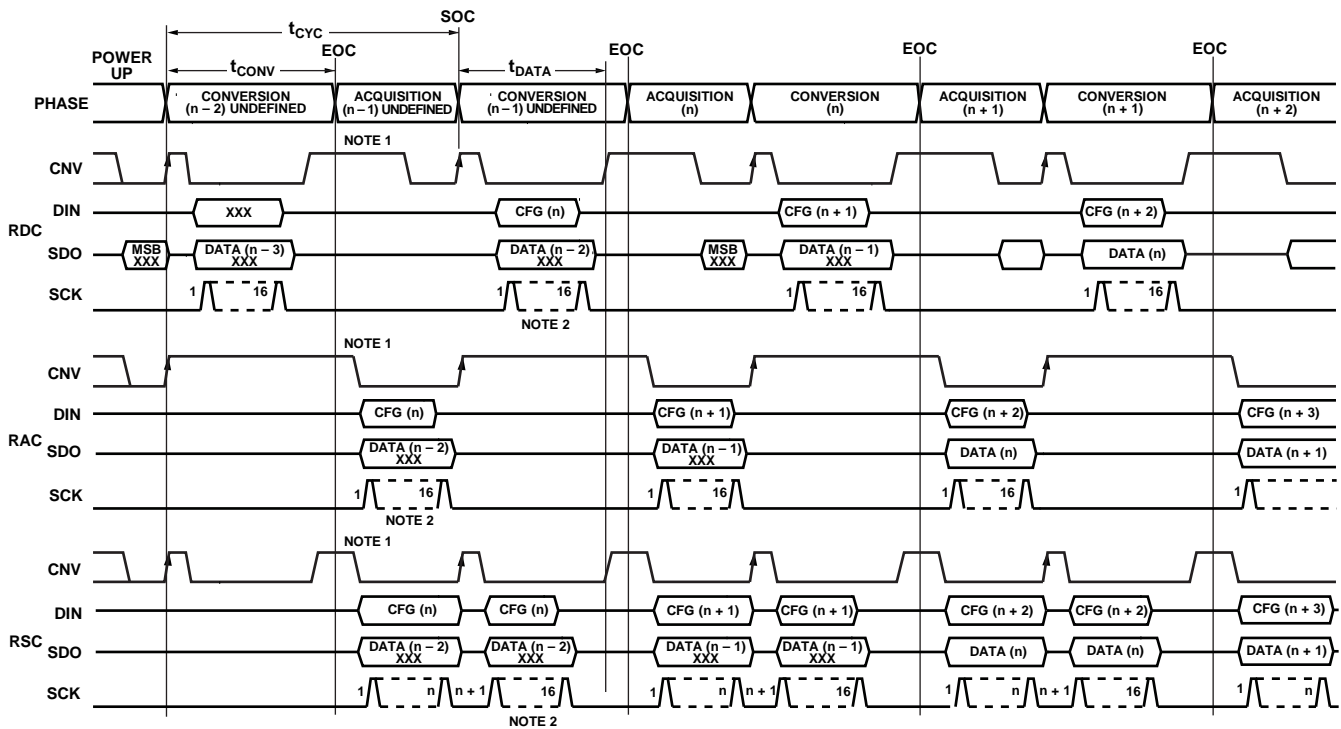 SOC
tCYC
EOC EOC EOC
POWER UP
tCONV tDATA
PHASE
CONVERSION (n – 2) UNDEFINED
ACQUISITION (n – 1) UNDEFINED
CONVERSION (n – 1) UNDEFINED
ACQUISITION (n)
CONVERSION (n)
ACQUISITION (n + 1)
CONVERSION (n + 1)
ACQUISITION (n + 2)
NOTE 1
CNV
DIN XXX CFG (n) CFG (n + 1) CFG (n + 2)
RDC
SDO MSB XXX DATA (n – 3) XXX DATA (n – 2) XXX MSB XXX DATA (n – 1) XXX DATA (n)
SCK 1 16 1 16 1 16 1 16
NOTE 2
NOTE 1
CNV
DIN CFG (n) CFG (n + 1) CFG (n + 2) CFG (n + 3)
RAC
SDO DATA (n – 2) XXX DATA (n – 1) XXX DATA (n) DATA (n + 1)
SCK 1 16 1 16 1 16 1
NOTE 2
NOTE 1
CNV
DIN CFG (n) CFG (n) CFG (n + 1) CFG (n + 1) CFG (n + 2) CFG (n + 2) CFG (n + 3)
RSC
SDO DATA (n – 2) XXX DATA (n – 2) XXX DATA (n – 1) XXX DATA (n – 1) XXX DATA (n) DATA (n) DATA (n + 1)
SCK 1 n n + 1 16 1 n n + 1 16 1 n n + 1 16 1 n
NOTE 2